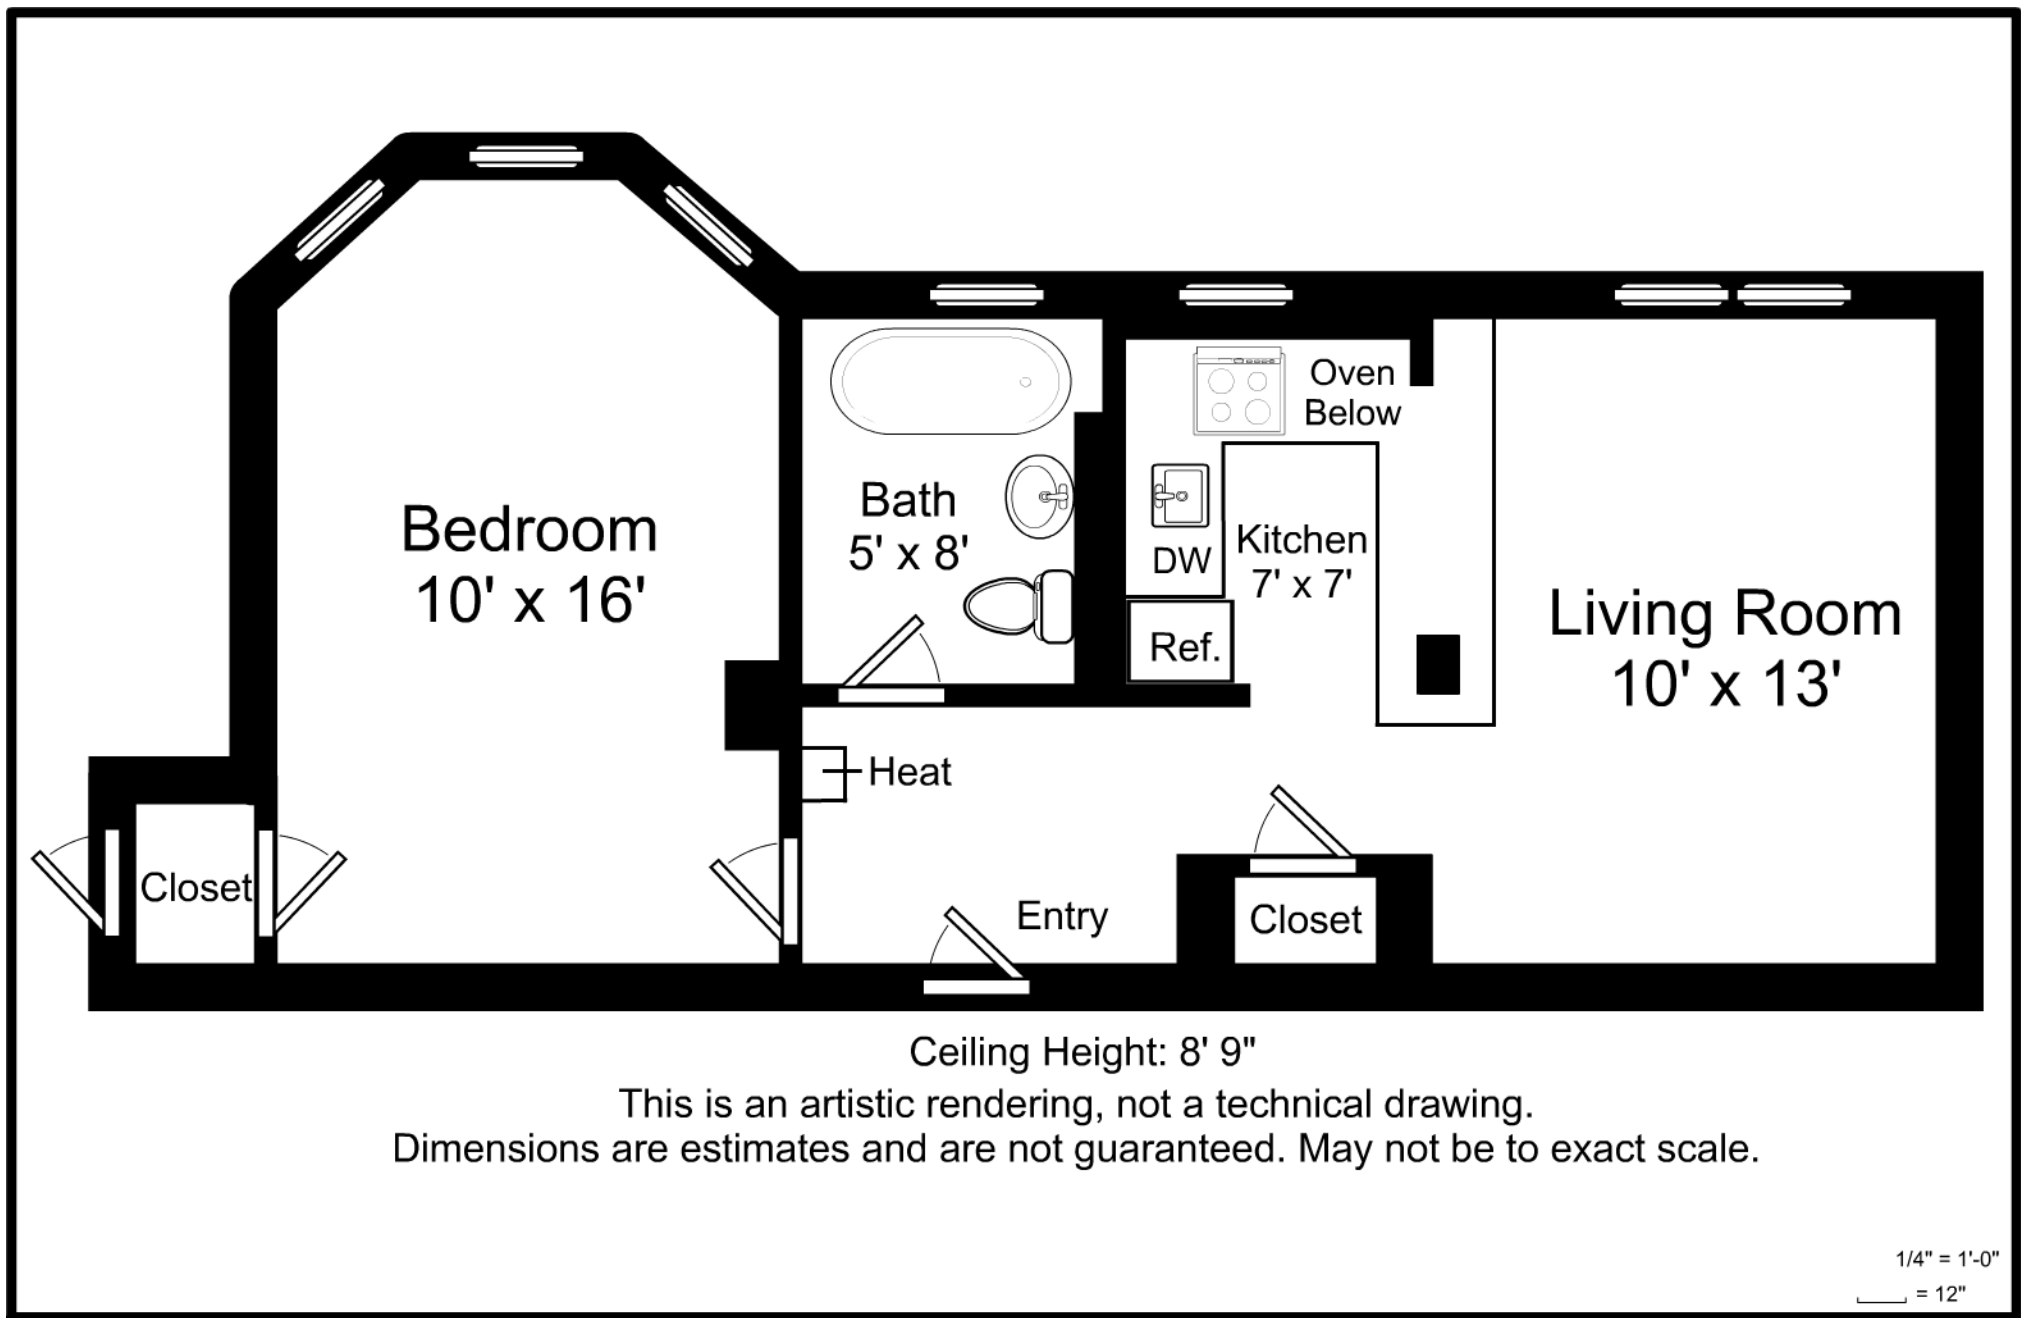 Oven
Below
Bedroom
10' x 16'
Bath
5' x 8'
DW
Kitchen
7' x 7'
Ref.
Living Room
10' x 13'
Heat
Closet
Entry
Closet
Ceiling Height: 8' 9"
This is an artistic rendering, not a technical drawing.
Dimensions are estimates and are not guaranteed. May not be to exact scale.
1/4" = 1'-0"
= 12"